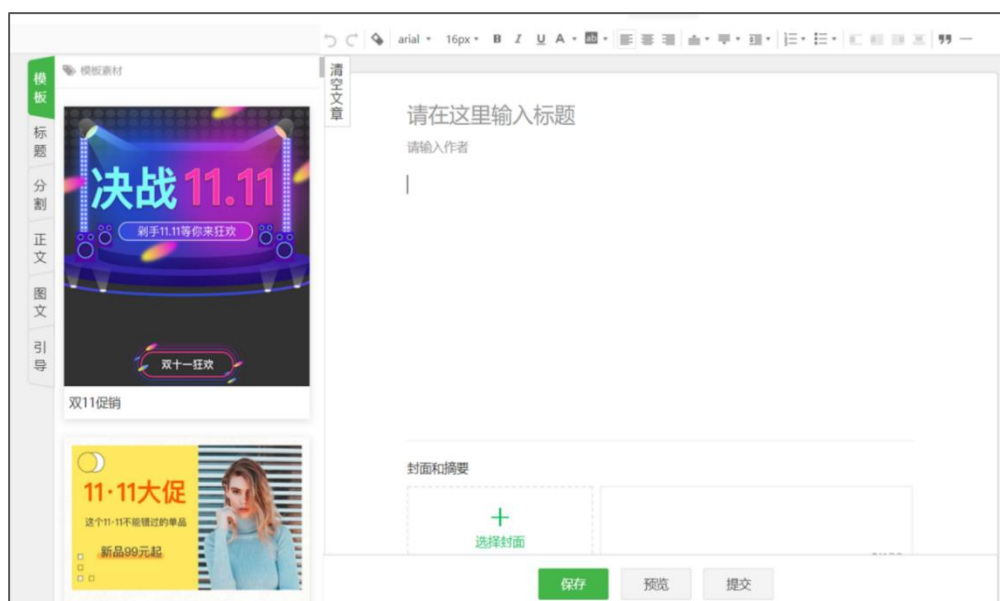 arial 16px B I U A ab
模板
标题
分割
正文
图文
引导
模板素材
决战11.11
剁手11.11等你来狂欢
双十一狂欢
双11促销
11·11大促
这个11·11不能错过的单品
新品99元起
清空文章
请在这里输入标题
请输入作者
封面和摘要
选择封面
保存 预览 提交